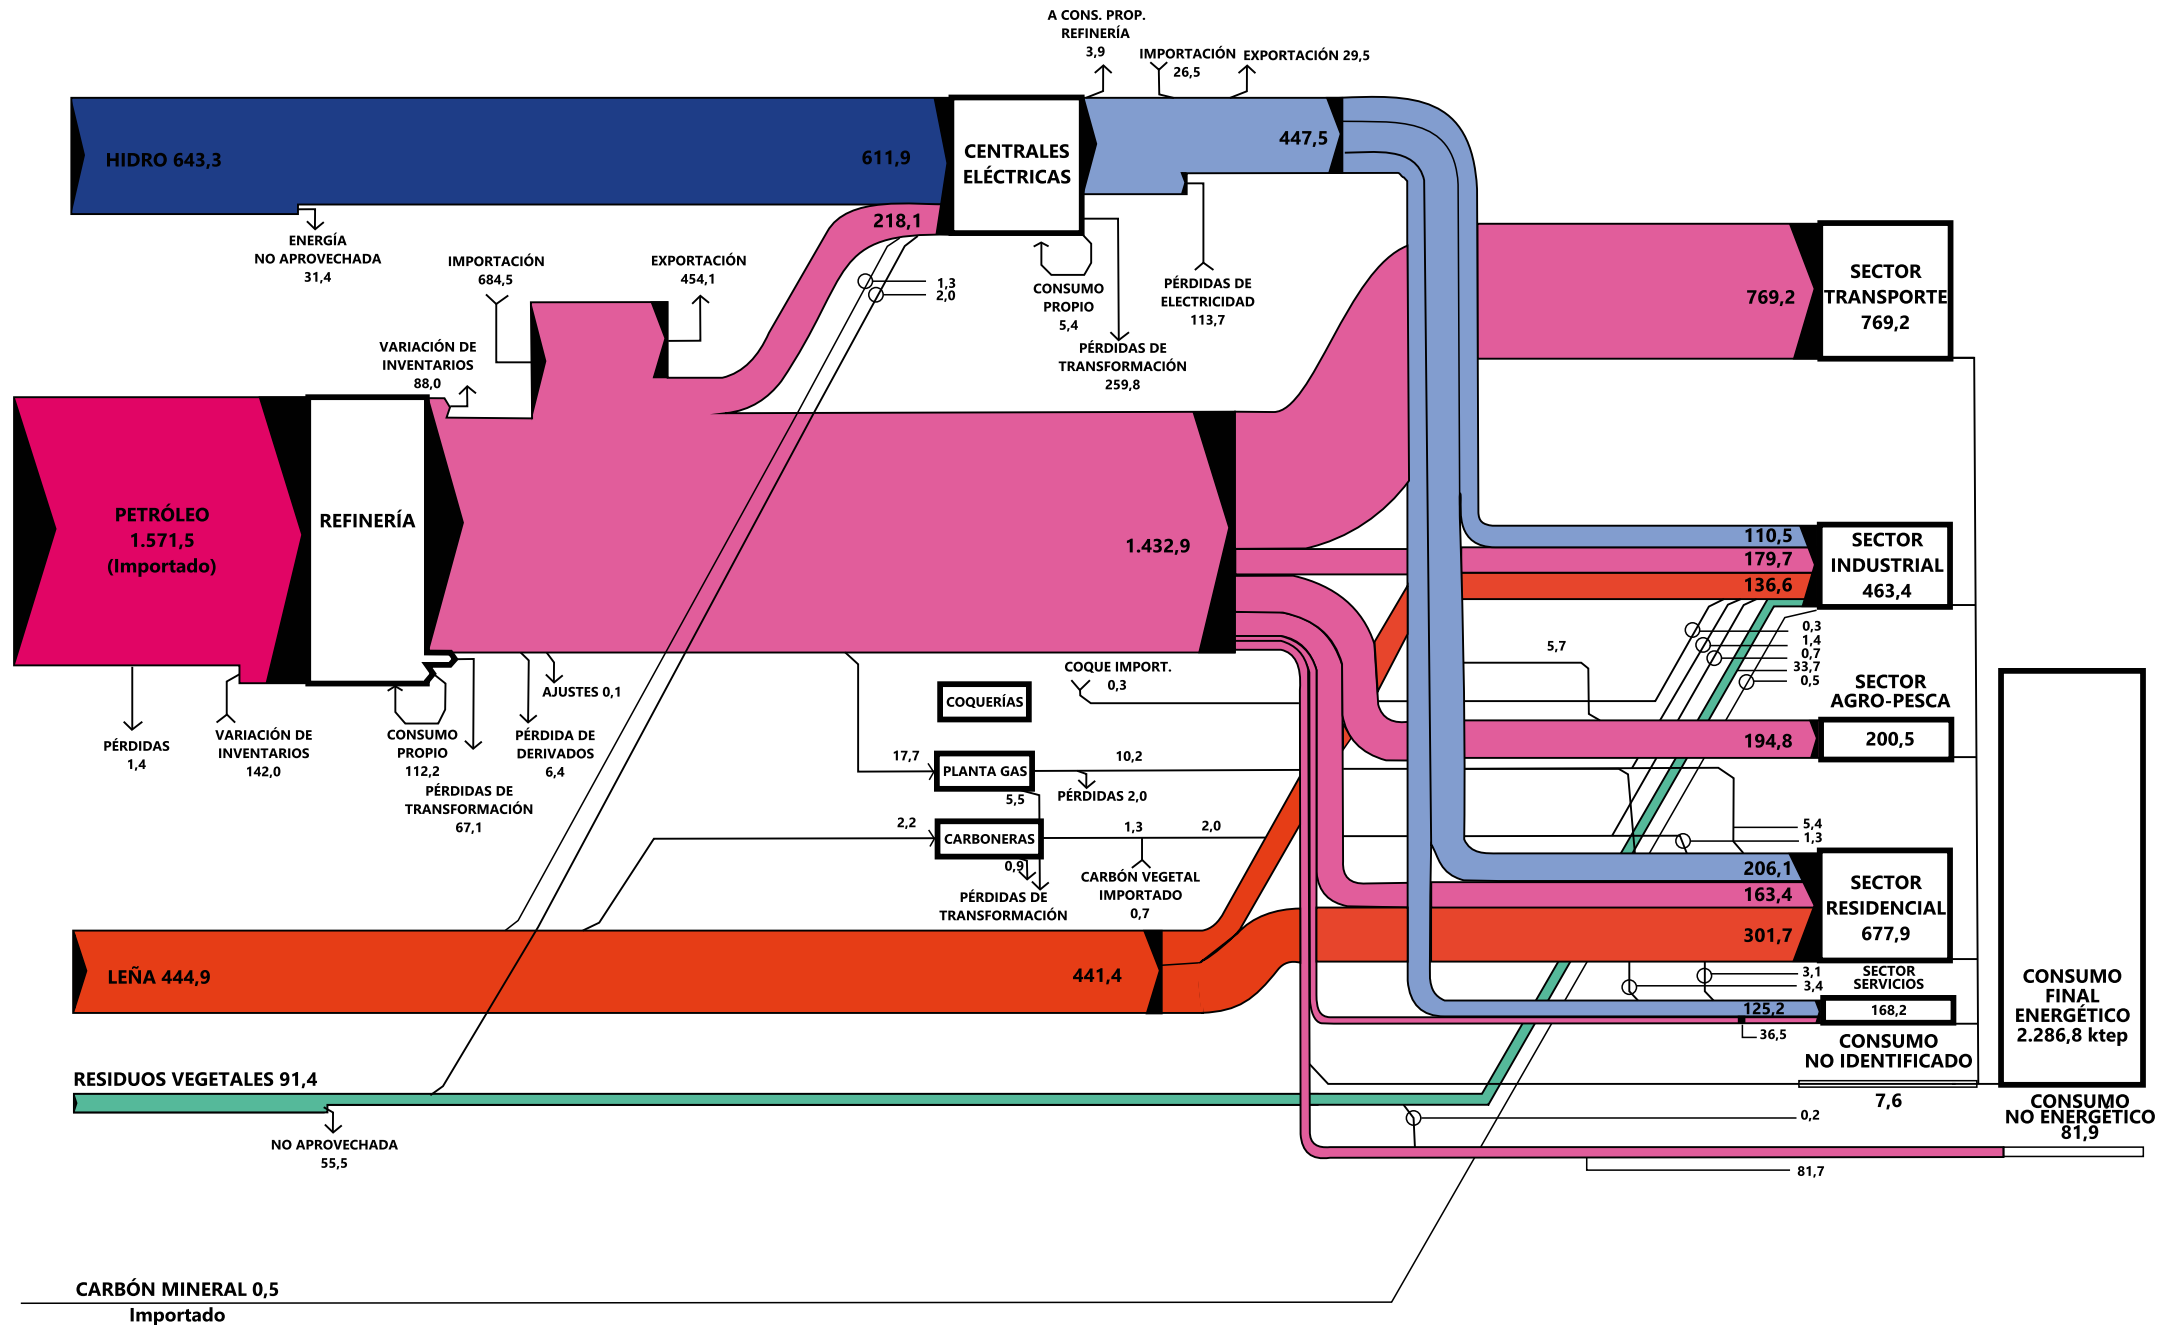 A CONS. PROP.
REFINERÍA
3,9
IMPORTACIÓN
26,5
EXPORTACIÓN 29,5
HIDRO 643,3
611,9
CENTRALES
ELÉCTRICAS
447,5
218,1
ENERGÍA
NO APROVECHADA
31,4
IMPORTACIÓN
684,5
EXPORTACIÓN
454,1
1,3
2,0
CONSUMO
PROPIO
5,4
PÉRDIDAS DE
ELECTRICIDAD
113,7
PÉRDIDAS DE
TRANSFORMACIÓN
259,8
769,2
SECTOR
TRANSPORTE
769,2
VARIACIÓN DE
INVENTARIOS
88,0
PETRÓLEO
1.571,5
(Importado)
REFINERÍA
1.432,9
110,5
179,7
136,6
SECTOR
INDUSTRIAL
463,4
0,3
1,4
0,7
33,7
0,5
5,7
COQUE IMPORT.
0,3
AJUSTES 0,1
COQUERÍAS
SECTOR
AGRO-PESCA
194,8
200,5
PÉRDIDAS
1,4
VARIACIÓN DE
INVENTARIOS
142,0
CONSUMO
PROPIO
112,2
PÉRDIDAS DE
TRANSFORMACIÓN
67,1
PÉRDIDA DE
DERIVADOS
6,4
17,7
PLANTA GAS
10,2
5,5
PÉRDIDAS 2,0
2,2
CARBONERAS
1,3
2,0
0,9
PÉRDIDAS DE
TRANSFORMACIÓN
CARBÓN VEGETAL
IMPORTADO
0,7
5,4
1,3
206,1
163,4
301,7
SECTOR
RESIDENCIAL
677,9
LEÑA 444,9
441,4
3,1
3,4
SECTOR
SERVICIOS
125,2
168,2
36,5
CONSUMO
FINAL
ENERGÉTICO
2.286,8 ktep
CONSUMO
NO IDENTIFICADO
7,6
RESIDUOS VEGETALES 91,4
NO APROVECHADA
55,5
0,2
CONSUMO
NO ENERGÉTICO
81,9
81,7
CARBÓN MINERAL 0,5
Importado